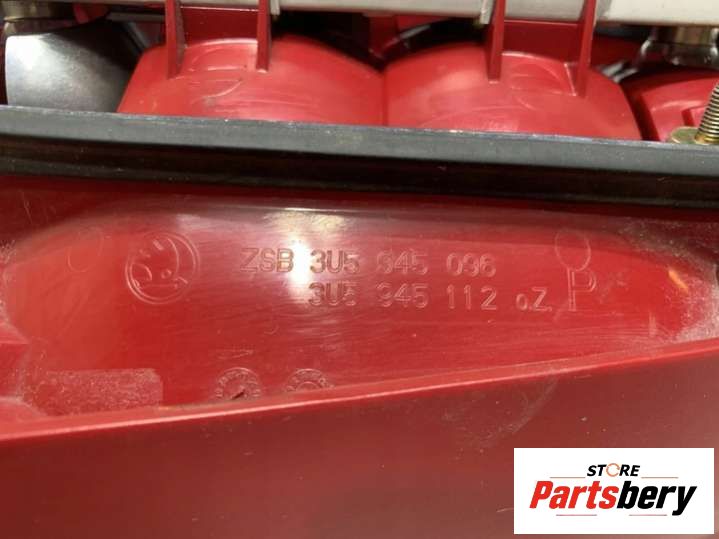 ZSB 3U5 945 096
3U5 945 112 oZ P
STORE
Partsbery